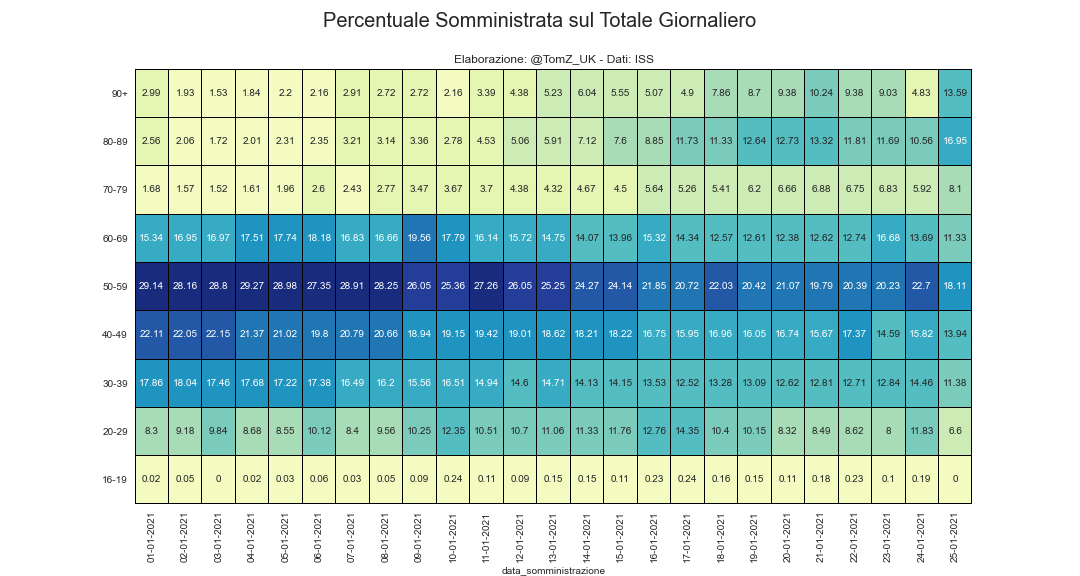 Percentuale Somministrata sul Totale Giornaliero
Elaborazione: @TomZ_UK - Dati: ISS
90+ 2.99 1.93 1.53 1.84 2.2 2.16 2.91 2.72 2.72 2.16 3.39 4.38 5.23 6.04 5.55 5.07 4.9 7.86 8.7 9.38 10.24 9.38 9.03 4.83 13.59
80-89 2.56 2.06 1.72 2.01 2.31 2.35 3.21 3.14 3.36 2.78 4.53 5.06 5.91 7.12 7.6 8.85 11.73 11.33 12.64 12.73 13.32 11.81 11.69 10.56 16.95
70-79 1.68 1.57 1.52 1.61 1.96 2.6 2.43 2.77 3.47 3.67 3.7 4.38 4.32 4.67 4.5 5.64 5.26 5.41 6.2 6.66 6.88 6.75 6.83 5.92 8.1
60-69 15.34 16.95 16.97 17.51 17.74 18.18 16.83 16.66 19.56 17.79 16.14 15.72 14.75 14.07 13.96 15.32 14.34 12.57 12.61 12.38 12.62 12.74 16.68 13.69 11.33
50-59 29.14 28.16 28.8 29.27 28.98 27.35 28.91 28.25 26.05 25.36 27.26 26.05 25.25 24.27 24.14 21.85 20.72 22.03 20.42 21.07 19.79 20.39 20.23 22.7 18.11
40-49 22.11 22.05 22.15 21.37 21.02 19.8 20.79 20.66 18.94 19.15 19.42 19.01 18.62 18.21 18.22 16.75 15.95 16.96 16.05 16.74 15.67 17.37 14.59 15.82 13.94
30-39 17.86 18.04 17.46 17.68 17.22 17.38 16.49 16.2 15.56 16.51 14.94 14.6 14.71 14.13 14.15 13.53 12.52 13.28 13.09 12.62 12.81 12.71 12.84 14.46 11.38
20-29 8.3 9.18 9.84 8.68 8.55 10.12 8.4 9.56 10.25 12.35 10.51 10.7 11.06 11.33 11.76 12.76 14.35 10.4 10.15 8.32 8.49 8.62 8 11.83 6.6
16-19 0.02 0.05 0 0.02 0.03 0.06 0.03 0.05 0.09 0.24 0.11 0.09 0.15 0.15 0.11 0.23 0.24 0.16 0.15 0.11 0.18 0.23 0.1 0.19 0
01-01-2021 02-01-2021 03-01-2021 04-01-2021 05-01-2021 06-01-2021 07-01-2021 08-01-2021 09-01-2021 10-01-2021 11-01-2021 12-01-2021 13-01-2021 14-01-2021 15-01-2021 16-01-2021 17-01-2021 18-01-2021 19-01-2021 20-01-2021 21-01-2021 22-01-2021 23-01-2021 24-01-2021 25-01-2021
data_somministrazione